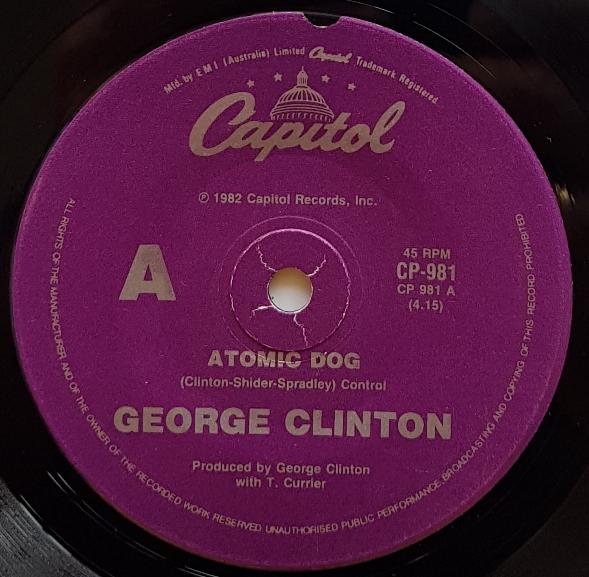 Mfd. by E M I (Australia) Limited Capitol Trademark Registered.
Capitol
℗ 1982 Capitol Records, Inc.
A
45 RPM
CP-981
CP 981 A
(4.15)
ATOMIC DOG
(Clinton-Shider-Spradley) Control
GEORGE CLINTON
Produced by George Clinton
with T. Currier
ALL RIGHTS OF THE MANUFACTURER AND OF THE OWNER OF THE RECORDED WORK RESERVED. UNAUTHORISED PUBLIC PERFORMANCE, BROADCASTING AND COPYING OF THIS RECORD PROHIBITED